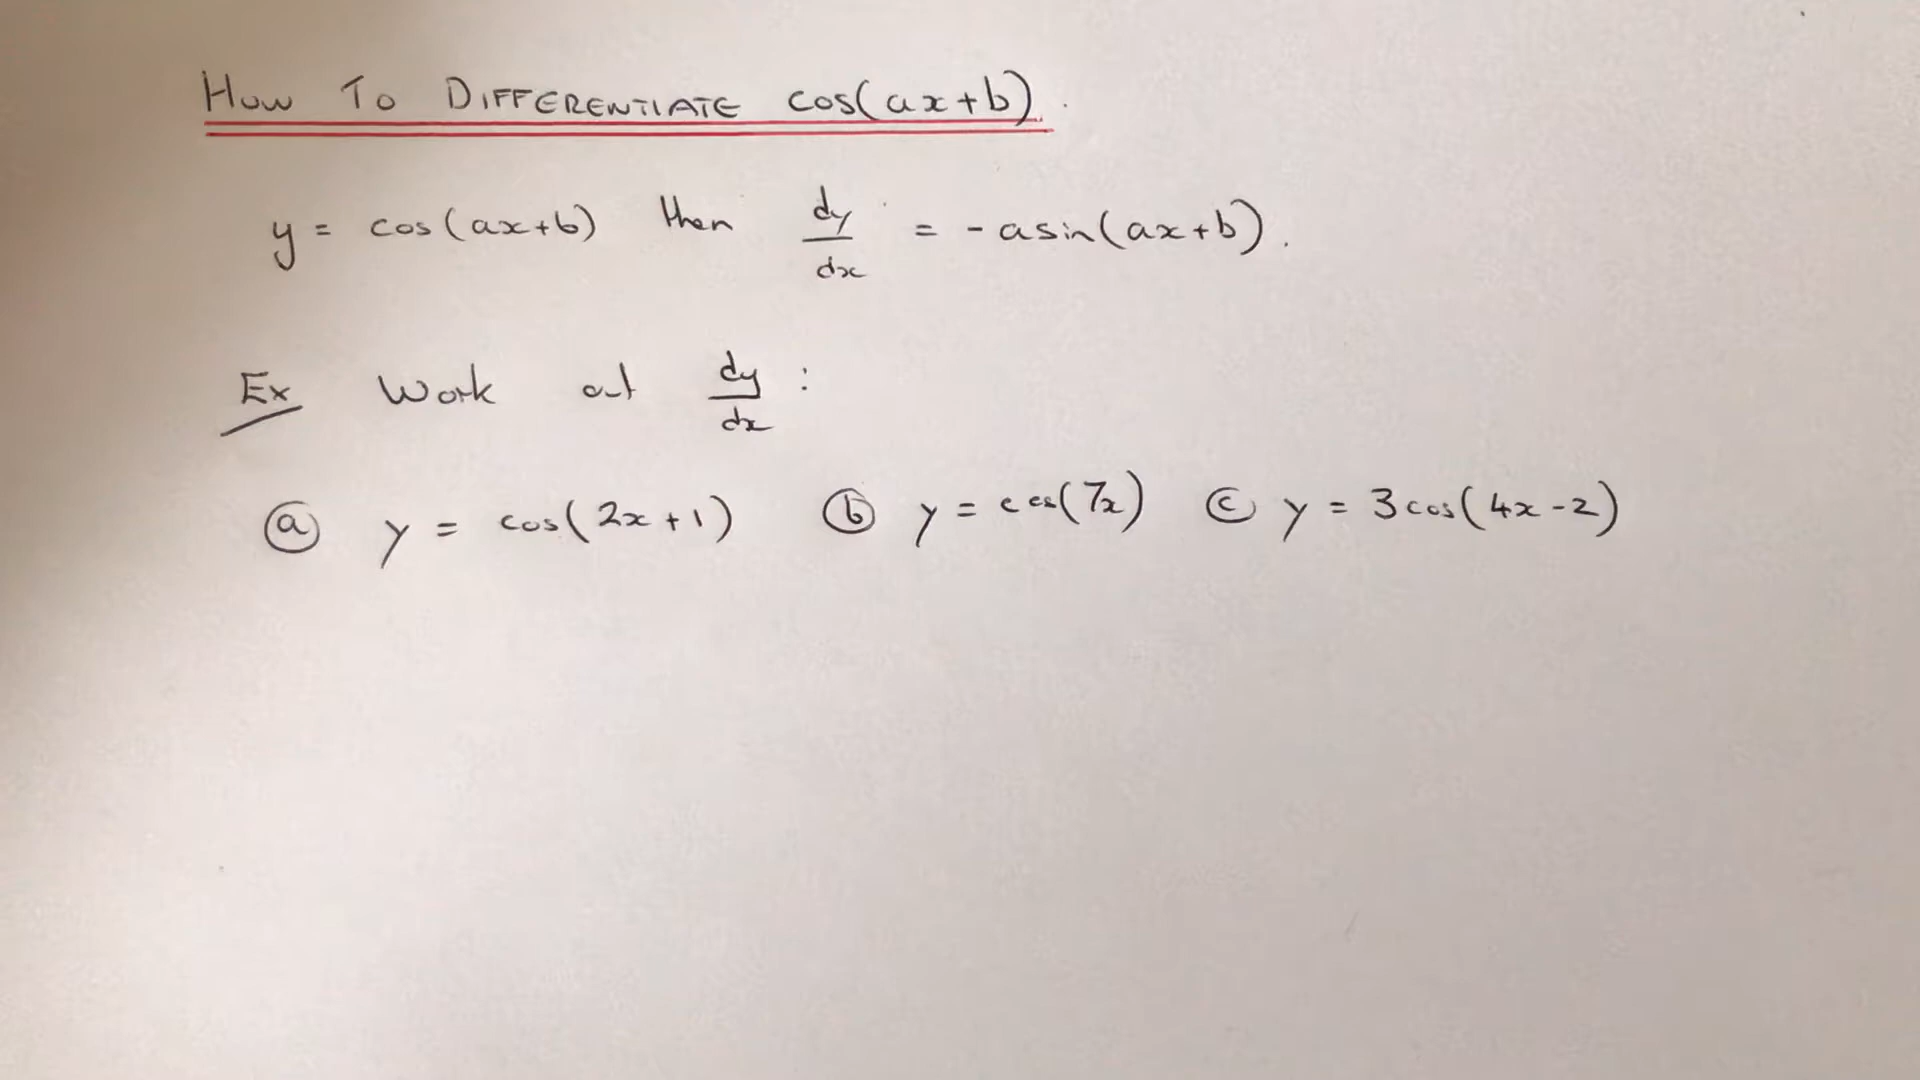 HOW TO DIFFERENTIATE cos(ax+b).
y = cos(ax+b) then dy/dx = -asin(ax+b).
Ex Work out dy/dx :
(a) y = cos(2x+1) (b) y = cos(7x) (c) y = 3cos(4x-2)